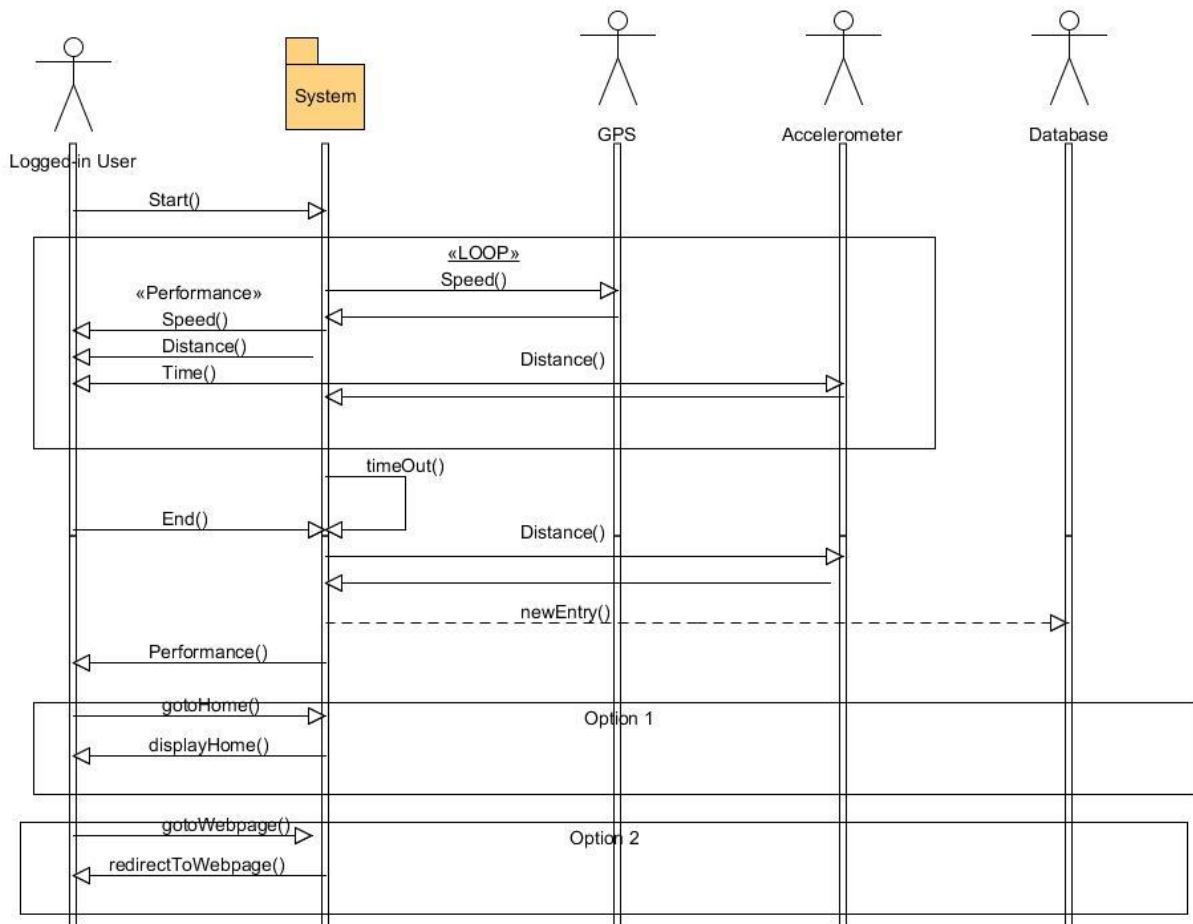 System
GPS
Accelerometer
Database
Logged-in User
Start()
«LOOP»
Speed()
«Performance»
Speed()
Distance()
Distance()
Time()
timeOut()
End()
Distance()
newEntry()
Performance()
gotoHome()
Option 1
displayHome()
gotoWebpage()
Option 2
redirectToWebpage()